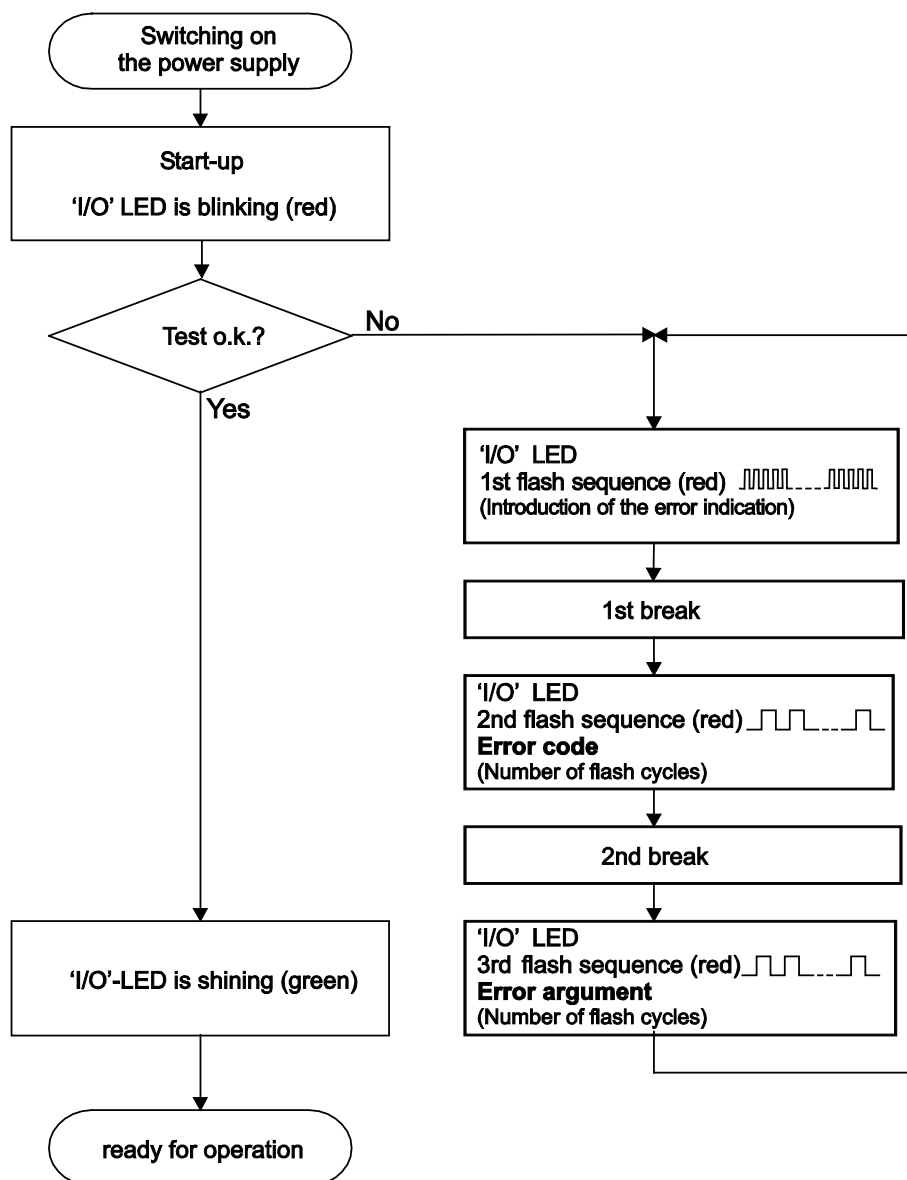 Switching on
the power supply
Start-up
‘I/O’ LED is blinking (red)
Test o.k.?
No
Yes
‘I/O’ LED
1st flash sequence (red)
(Introduction of the error indication)
1st break
‘I/O’ LED
2nd flash sequence (red)
Error code
(Number of flash cycles)
2nd break
‘I/O’ LED
3rd flash sequence (red)
Error argument
(Number of flash cycles)
‘I/O’-LED is shining (green)
ready for operation